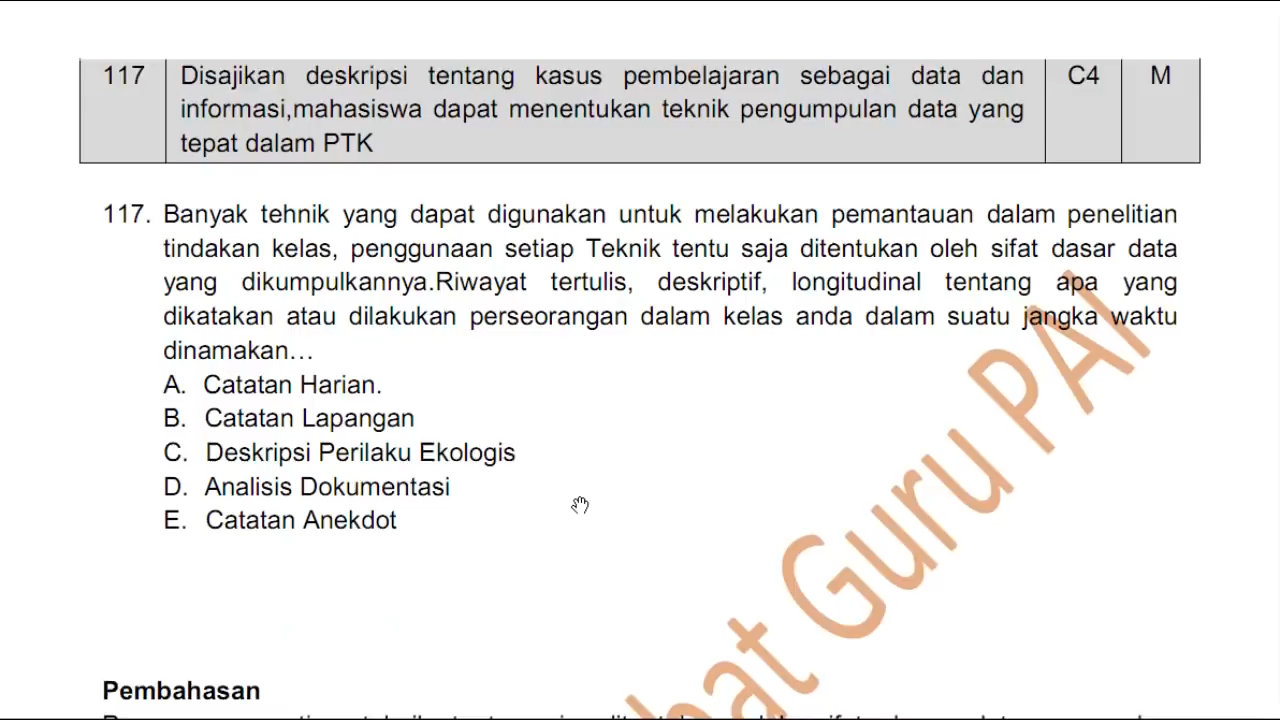 117 Disajikan deskripsi tentang kasus pembelajaran sebagai data dan C4 M
informasi,mahasiswa dapat menentukan teknik pengumpulan data yang
tepat dalam PTK
117. Banyak tehnik yang dapat digunakan untuk melakukan pemantauan dalam penelitian
tindakan kelas, penggunaan setiap Teknik tentu saja ditentukan oleh sifat dasar data
yang dikumpulkannya.Riwayat tertulis, deskriptif, longitudinal tentang apa yang
dikatakan atau dilakukan perseorangan dalam kelas anda dalam suatu jangka waktu
dinamakan…
A. Catatan Harian.
B. Catatan Lapangan
C. Deskripsi Perilaku Ekologis
D. Analisis Dokumentasi
E. Catatan Anekdot
Guru PAI
Pembahasan